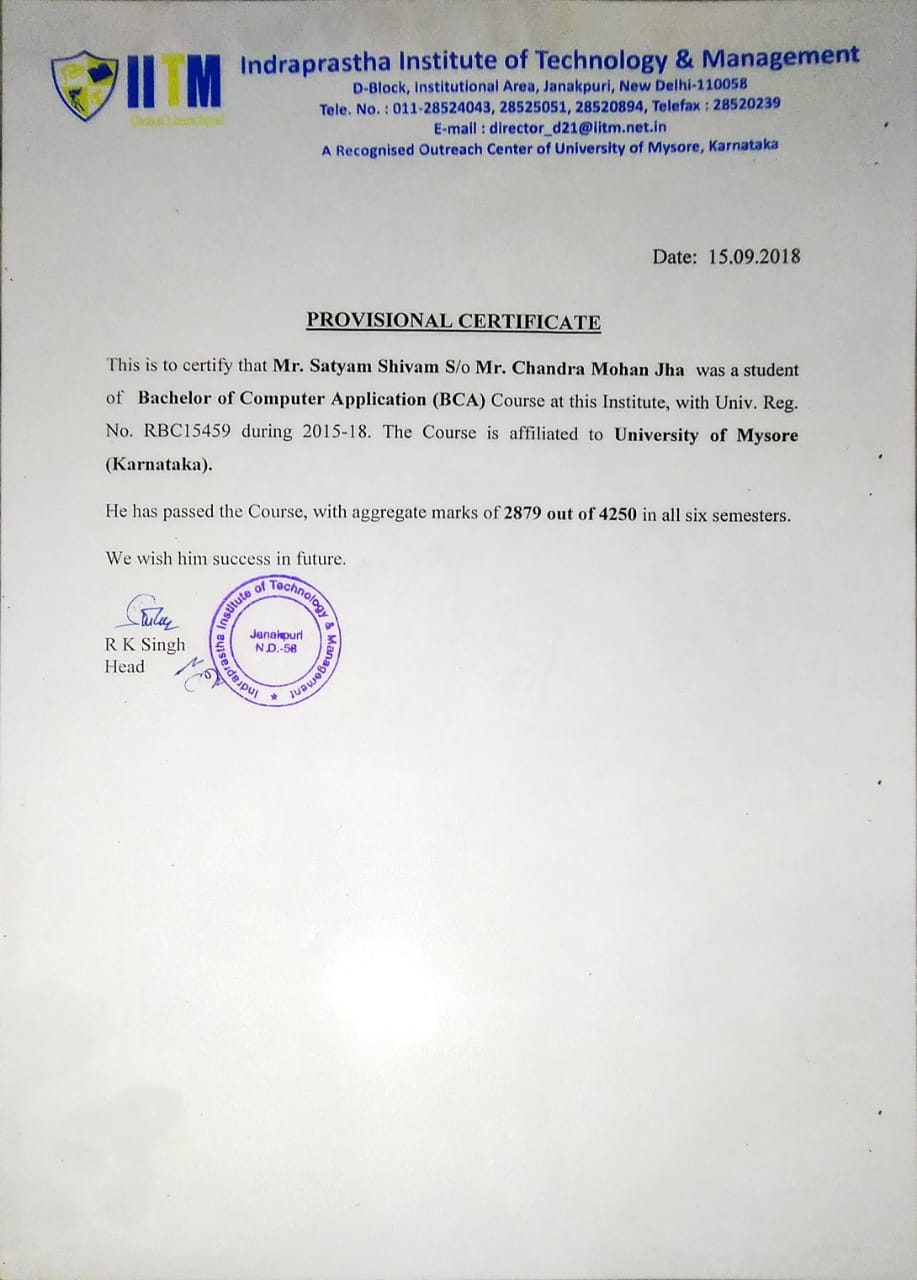 IITM
Indraprastha Institute of Technology & Management
D-Block, Institutional Area, Janakpuri, New Delhi-110058
Tele. No. : 011-28524043, 28525051, 28520894, Telefax : 28520239
E-mail : director_d21@iitm.net.in
A Recognised Outreach Center of University of Mysore, Karnataka
Date: 15.09.2018
PROVISIONAL CERTIFICATE
This is to certify that Mr. Satyam Shivam S/o Mr. Chandra Mohan Jha was a student
of Bachelor of Computer Application (BCA) Course at this Institute, with Univ. Reg.
No. RBC15459 during 2015-18. The Course is affiliated to University of Mysore
(Karnataka).
He has passed the Course, with aggregate marks of 2879 out of 4250 in all six semesters.
We wish him success in future.
R K Singh
Head
Indraprastha Institute of Technology & Management
Janakpuri
N.D.-58